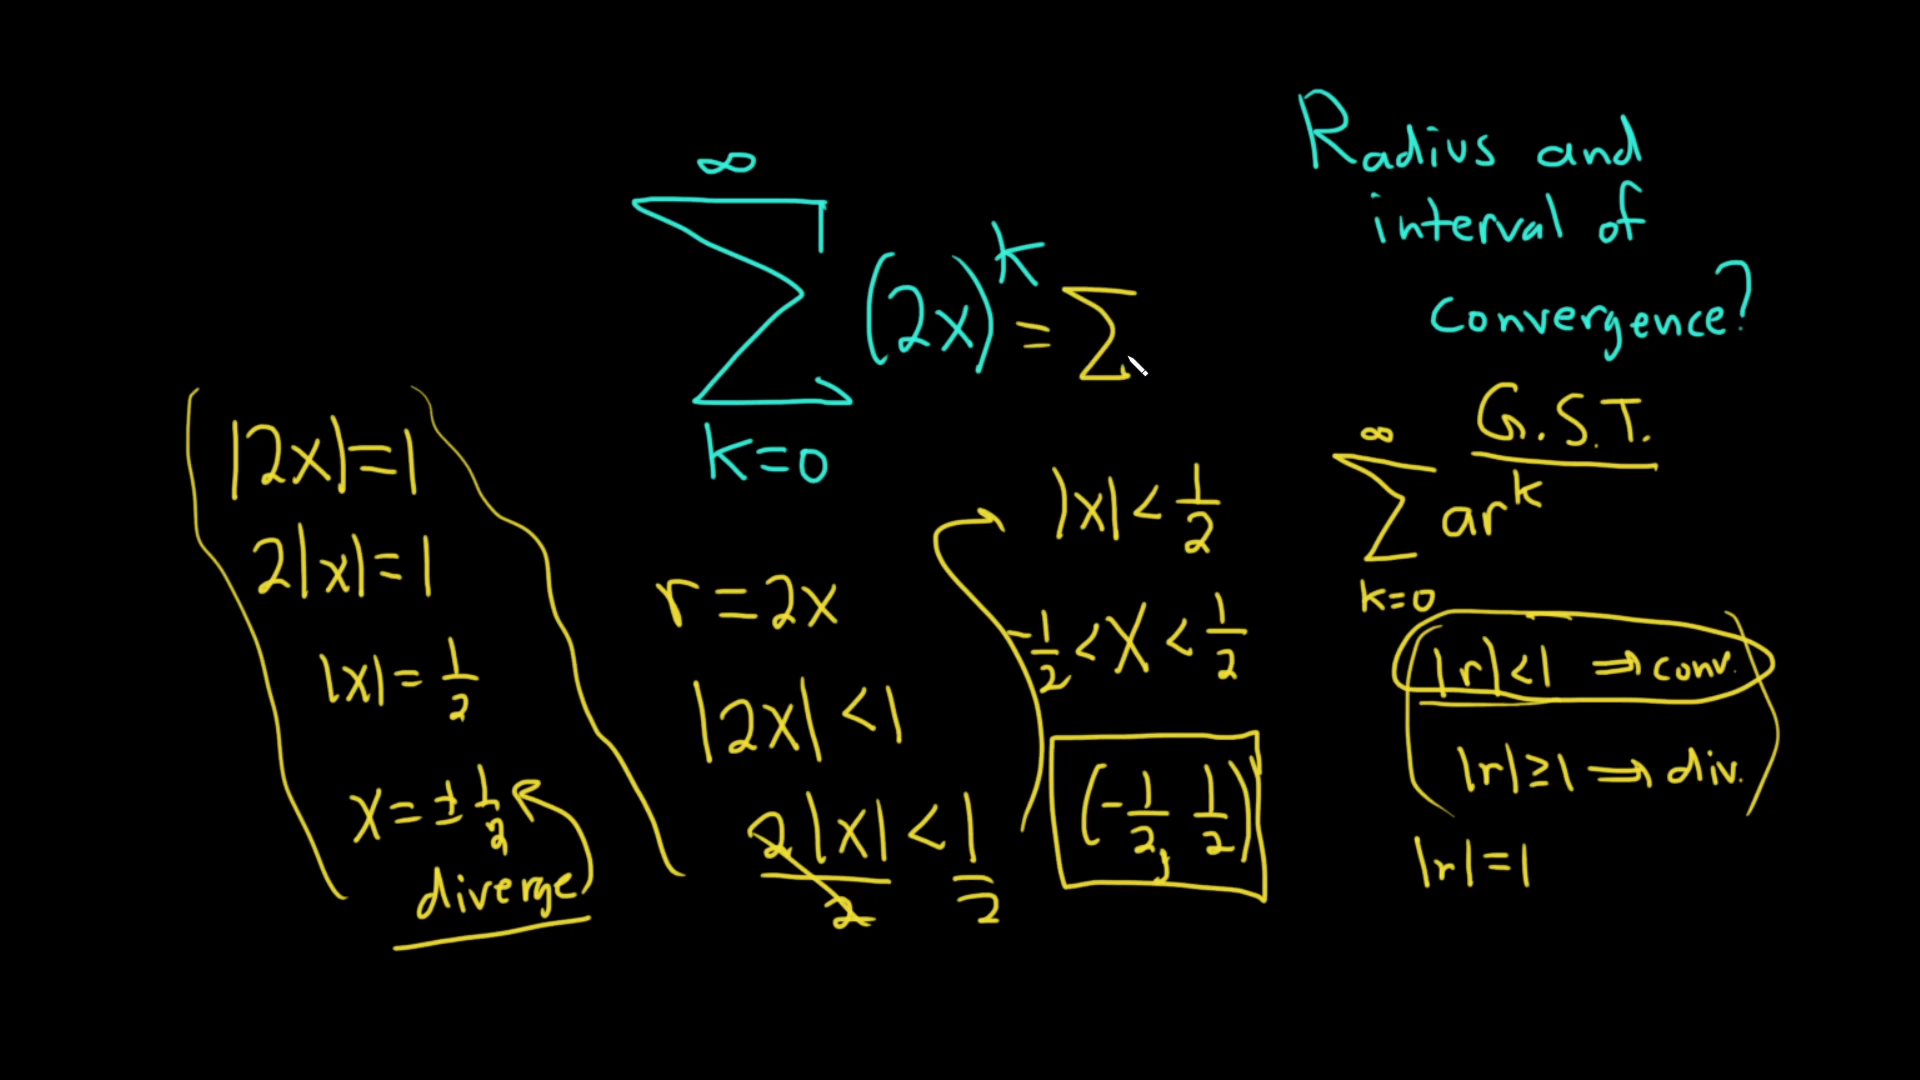 Radius and
interval of
convergence?
∞
∑ (2x)^k = ∑
k=0
G.S.T.
∞
∑ ar^k
k=0
|r|<1 ⇒ conv.
|r|≥1 ⇒ div.
|r|=1
|2x|=1
2|x|=1
|x|=1/2
x=±1/2
diverge
r=2x
|2x|<1
2|x|/2<1/2
|x|<1/2
-1/2<x<1/2
(-1/2, 1/2)